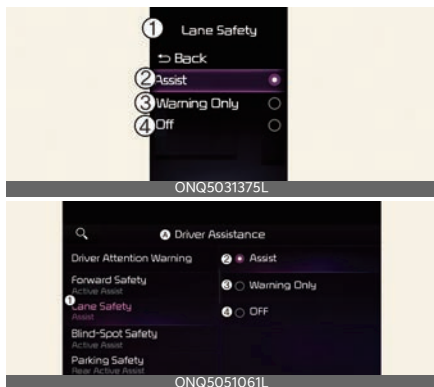 ① Lane Safety
⮌ Back
② Assist
③ Warning Only
④ Off
ONQ5031375L
Ⓐ Driver Assistance
Driver Attention Warning
② Assist
Forward Safety
Active Assist
③ Warning Only
① Lane Safety
Assist
④ OFF
Blind-Spot Safety
Active Assist
Parking Safety
Rear Active Assist
ONQ5051061L